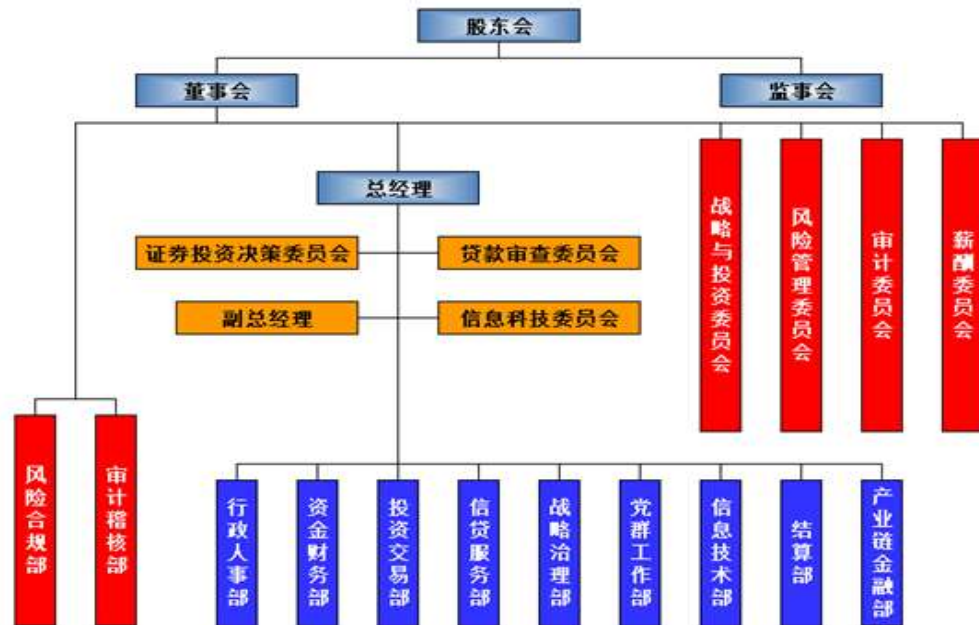 股东会
董事会
监事会
总经理
证券投资决策委员会
贷款审查委员会
副总经理
信息科技委员会
战略与投资委员会
风险管理委员会
审计委员会
薪酬委员会
风险合规部
审计稽核部
行政人事部
资金财务部
投资交易部
信贷服务部
战略治理部
党群工作部
信息技术部
结算部
产业链金融部